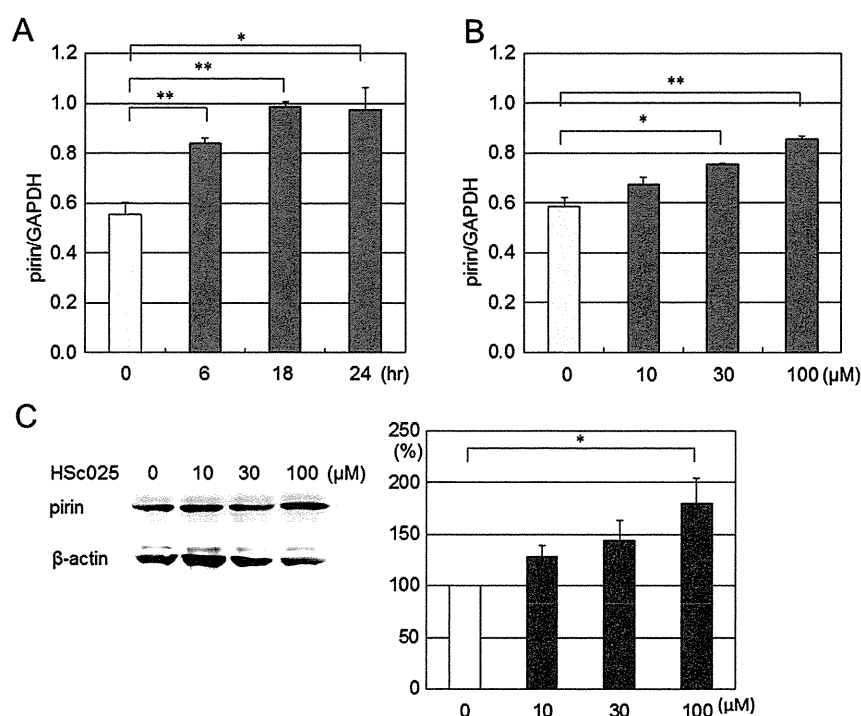 A
pirin/GAPDH
1.2
1.0
0.8
0.6
0.4
0.2
0.0
*
**
**
0 6 18 24 (hr)
B
pirin/GAPDH
1.2
1.0
0.8
0.6
0.4
0.2
0.0
**
*
0 10 30 100 (μM)
C
HSc025 0 10 30 100 (μM)
pirin
β-actin
250
(%)
200
150
100
50
0
*
0 10 30 100 (μM)